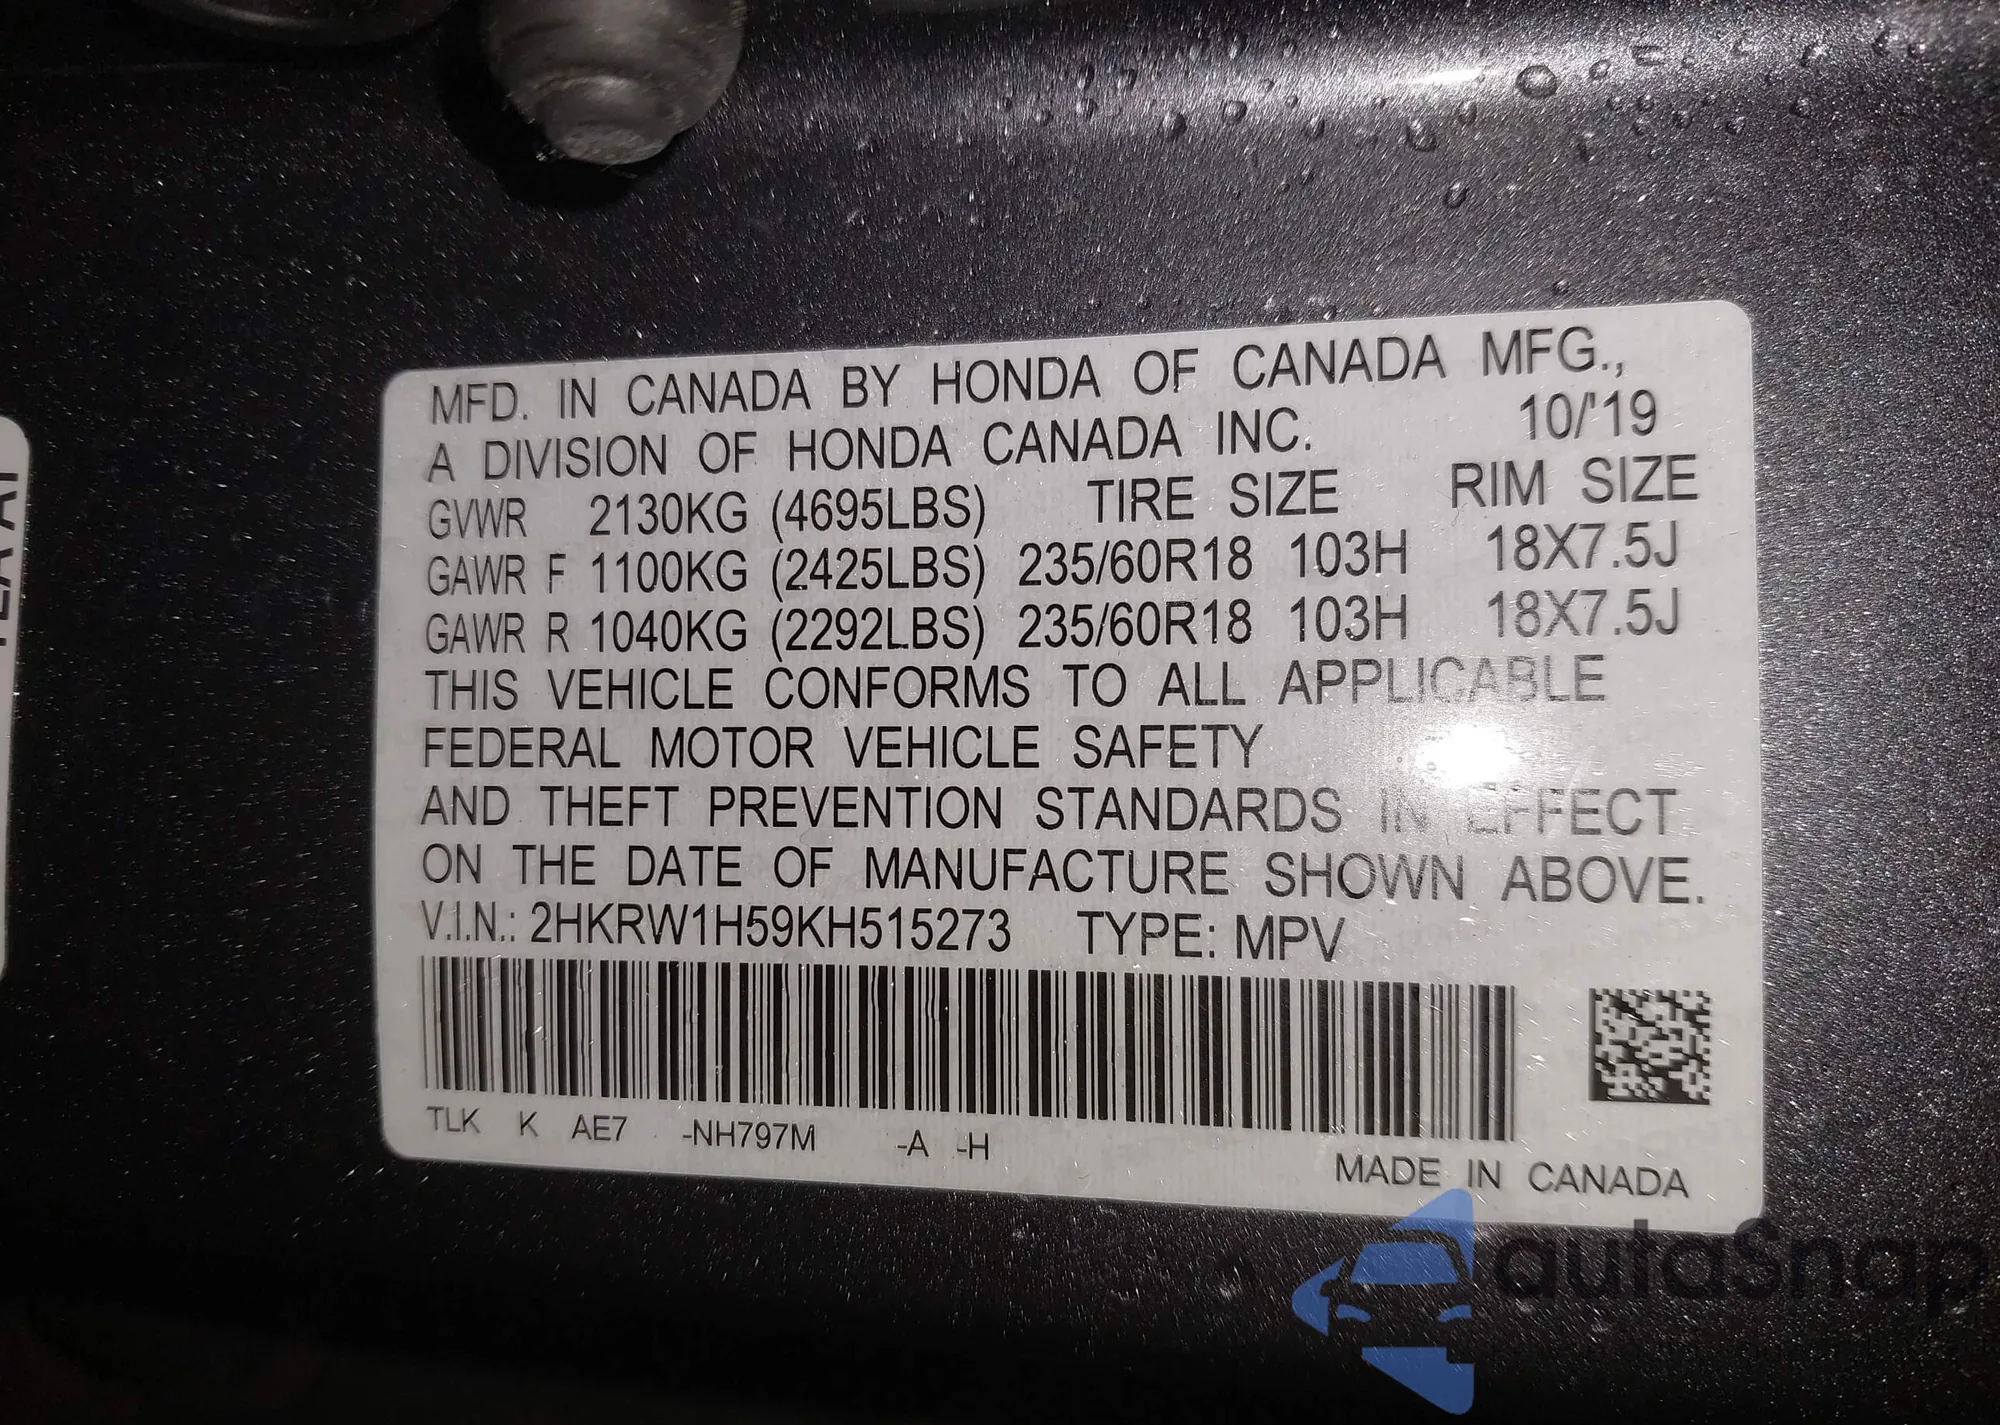 MFD. IN CANADA BY HONDA OF CANADA MFG.,
A DIVISION OF HONDA CANADA INC. 10/'19
GVWR 2130KG (4695LBS) TIRE SIZE RIM SIZE
GAWR F 1100KG (2425LBS) 235/60R18 103H 18X7.5J
GAWR R 1040KG (2292LBS) 235/60R18 103H 18X7.5J
THIS VEHICLE CONFORMS TO ALL APPLICABLE
FEDERAL MOTOR VEHICLE SAFETY
AND THEFT PREVENTION STANDARDS IN EFFECT
ON THE DATE OF MANUFACTURE SHOWN ABOVE.
V.I.N.: 2HKRW1H59KH515273 TYPE: MPV
TLK K AE7 -NH797M -A -H
MADE IN CANADA
autosnap